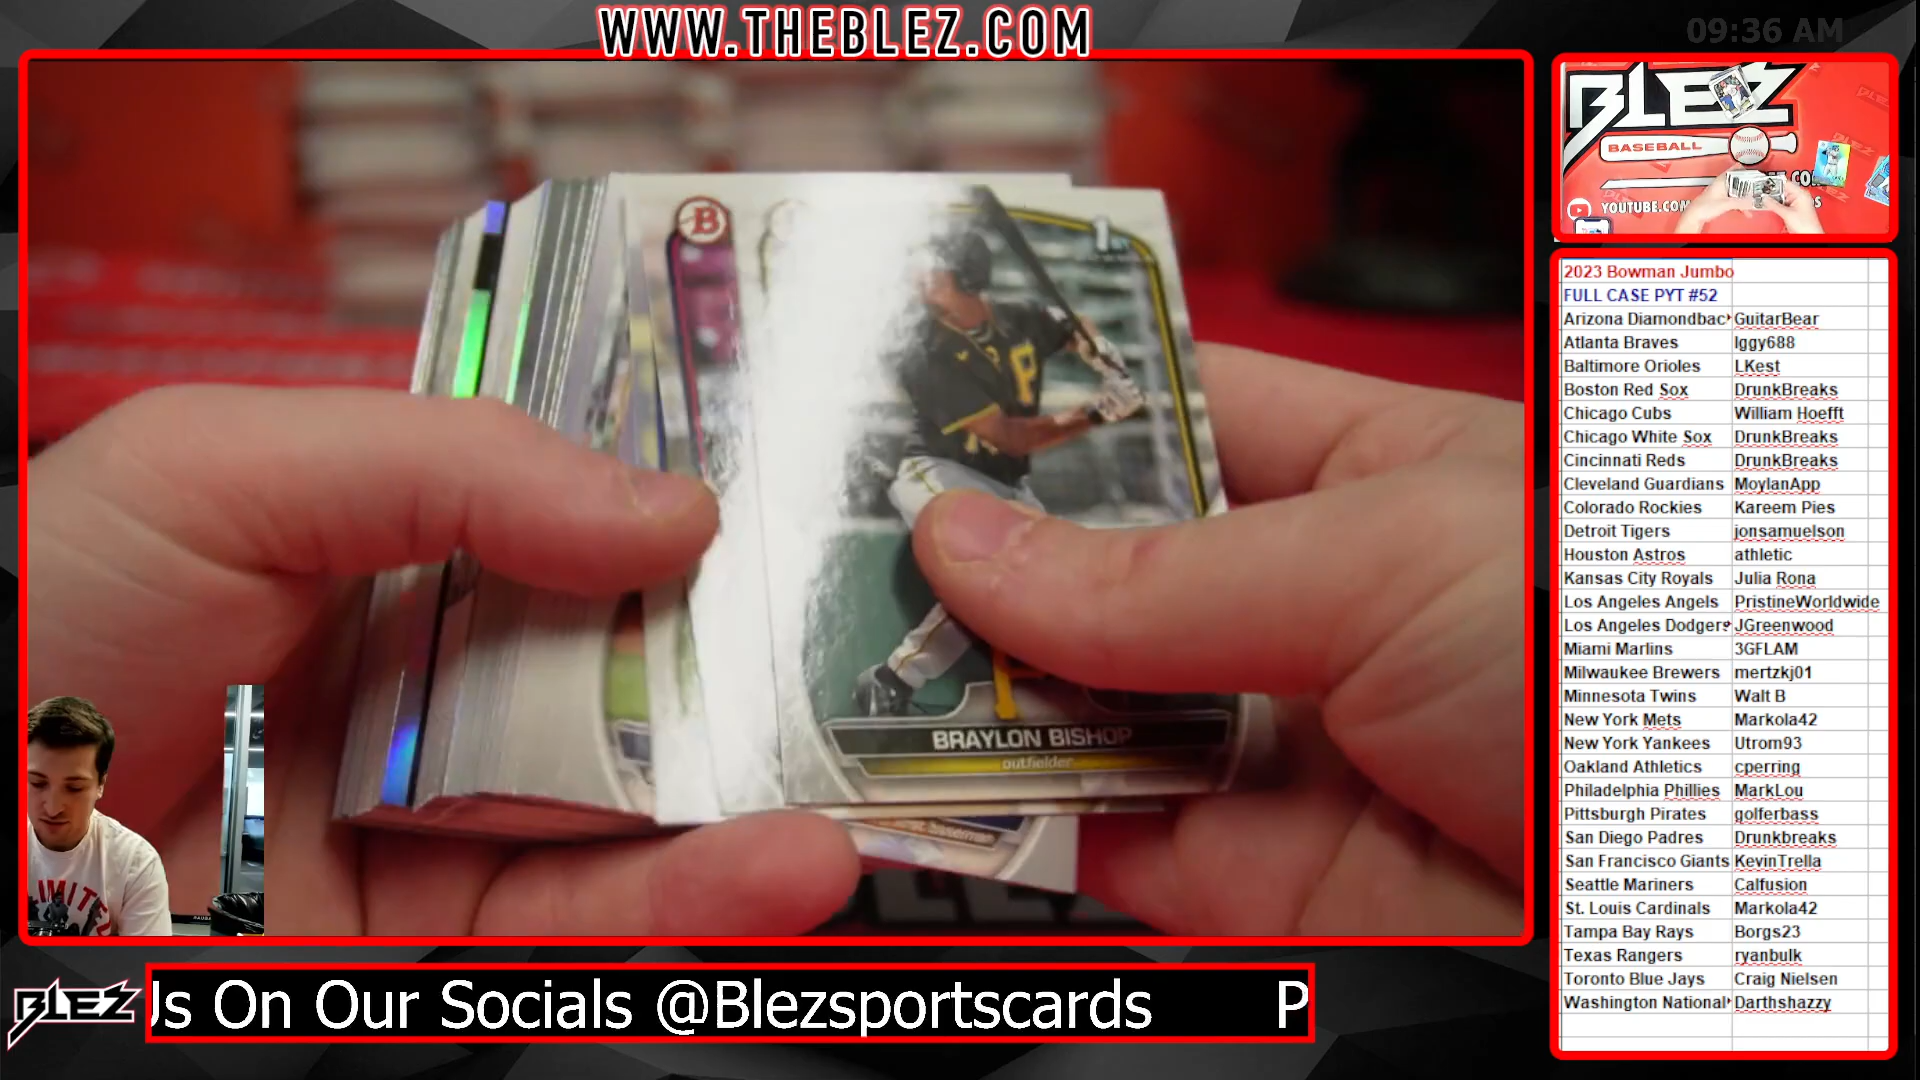 WWW.THEBLEZ.COM
09:36 AM
BLEZ
BASEBALL
YOUTUBE.COM
B
1ST
P
BRAYLON BISHOP
outfielder
2023 Bowman Jumbo
FULL CASE PYT #52
Arizona Diamondbac GuitarBear
Atlanta Braves Iggy688
Baltimore Orioles LKest
Boston Red Sox DrunkBreaks
Chicago Cubs William Hoefft
Chicago White Sox DrunkBreaks
Cincinnati Reds DrunkBreaks
Cleveland Guardians MoylanApp
Colorado Rockies Kareem Pies
Detroit Tigers jonsamuelson
Houston Astros athletic
Kansas City Royals Julia Rona
Los Angeles Angels PristineWorldwide
Los Angeles Dodgers JGreenwood
Miami Marlins 3GFLAM
Milwaukee Brewers mertzkj01
Minnesota Twins Walt B
New York Mets Markola42
New York Yankees Utrom93
Oakland Athletics cperring
Philadelphia Phillies MarkLou
Pittsburgh Pirates golferbass
San Diego Padres Drunkbreaks
San Francisco Giants KevinTrella
Seattle Mariners Calfusion
St. Louis Cardinals Markola42
Tampa Bay Rays Borgs23
Texas Rangers ryanbulk
Toronto Blue Jays Craig Nielsen
Washington National Darthshazzy
BLEZ
Us On Our Socials @Blezsportscards P